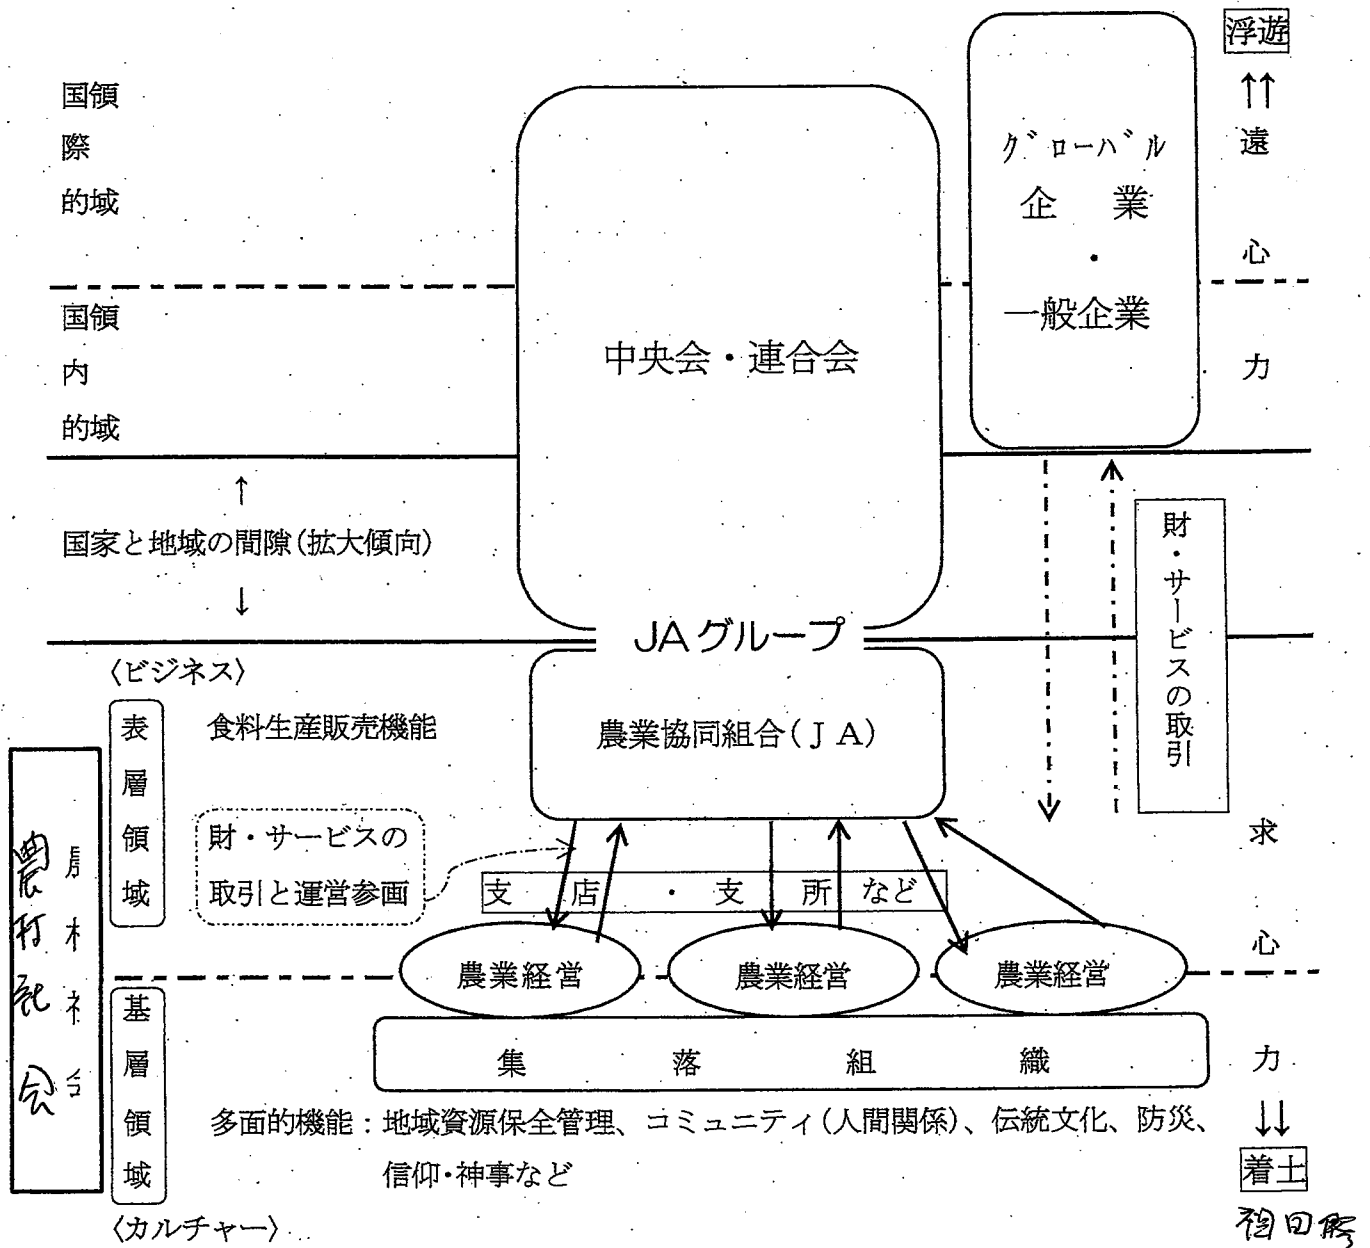 浮遊
↑↑
遠
心
力
国領
際
的域
グローバル
企　業
・
一般企業
国領
内
的域
中央会・連合会
↑
国家と地域の間隙(拡大傾向)
↓
JAグループ
財・サービスの取引
〈ビジネス〉
表層領域
食料生産販売機能
農業協同組合(ＪＡ)
財・サービスの
取引と運営参画
支　店　・　支　所　など
農村社会
農業経営
農業経営
農業経営
求
心
力
↓↓
着土
基層領域
集　落　組　織
多面的機能：地域資源保全管理、コミュニティ(人間関係)、伝統文化、防災、
信仰・神事など
〈カルチャー〉